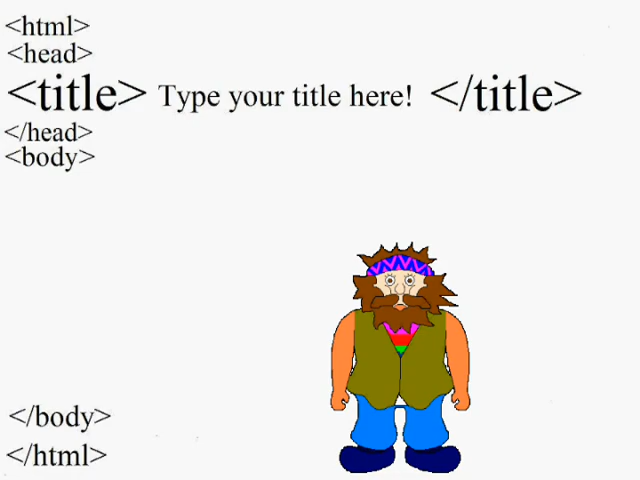 <html>
<head>
<title> Type your title here! </title>
</head>
<body>
</body>
</html>